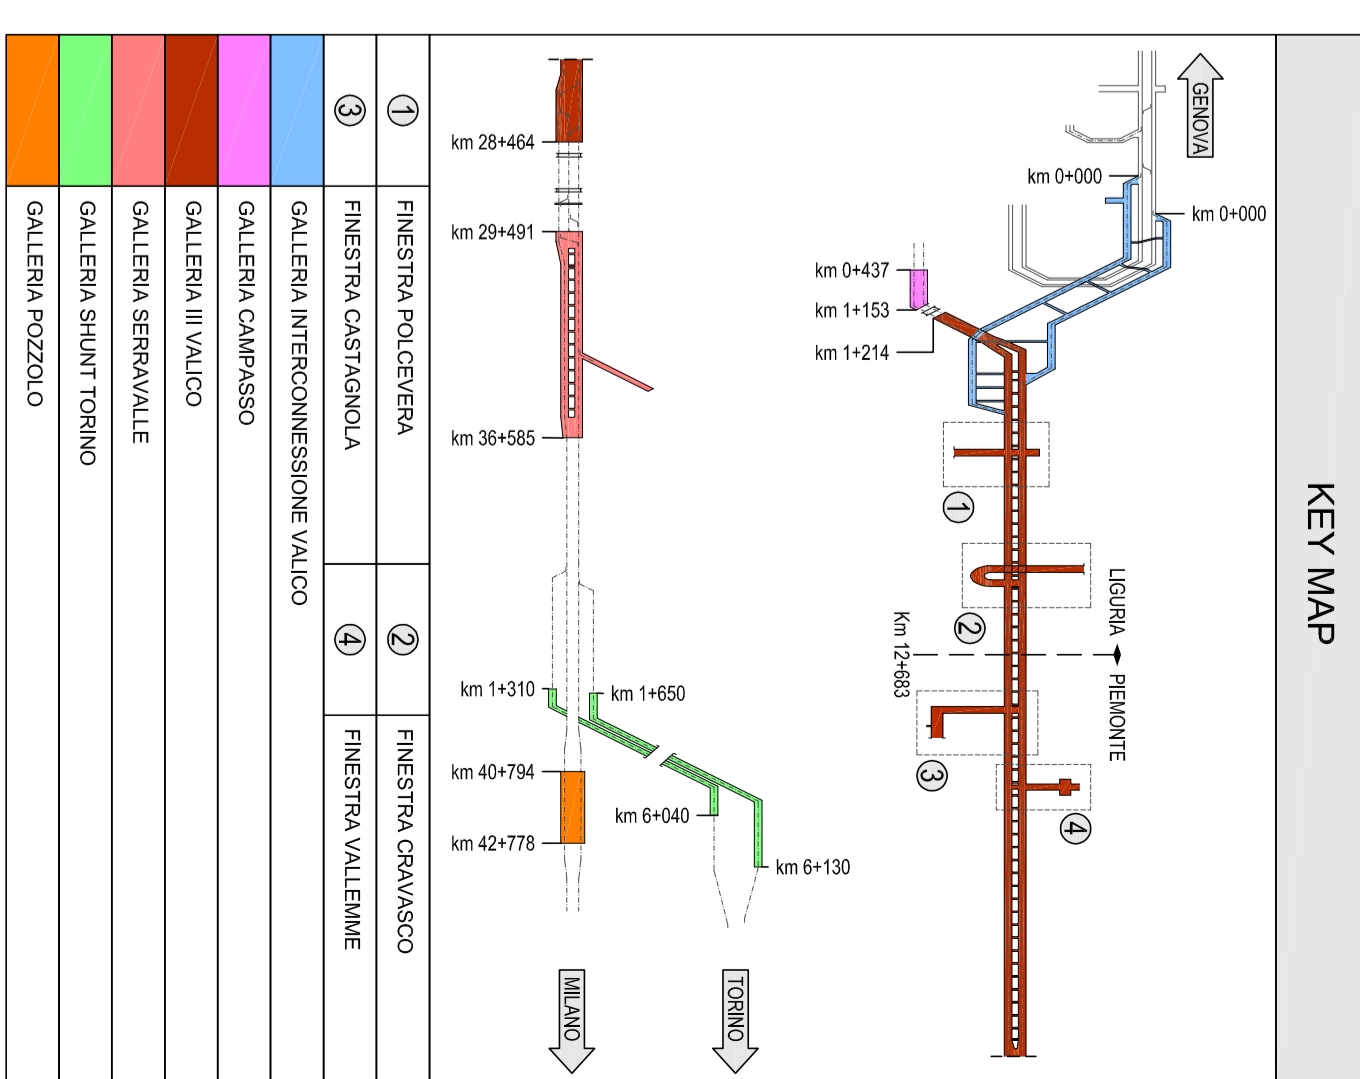 KEY MAP
GENOVA
km 0+000
km 0+000
km 0+437
km 1+153
km 1+214
1
2
LIGURIA
PIEMONTE
Km 12+683
3
4
km 28+464
km 29+491
km 36+585
km 1+310
km 1+650
km 40+794
km 6+040
km 42+778
km 6+130
MILANO
TORINO
1 FINESTRA POLCEVERA
2 FINESTRA CRAVASCO
3 FINESTRA CASTAGNOLA
4 FINESTRA VALLEMME
GALLERIA INTERCONNESSIONE VALICO
GALLERIA CAMPASSO
GALLERIA III VALICO
GALLERIA SERRAVALLE
GALLERIA SHUNT TORINO
GALLERIA POZZOLO